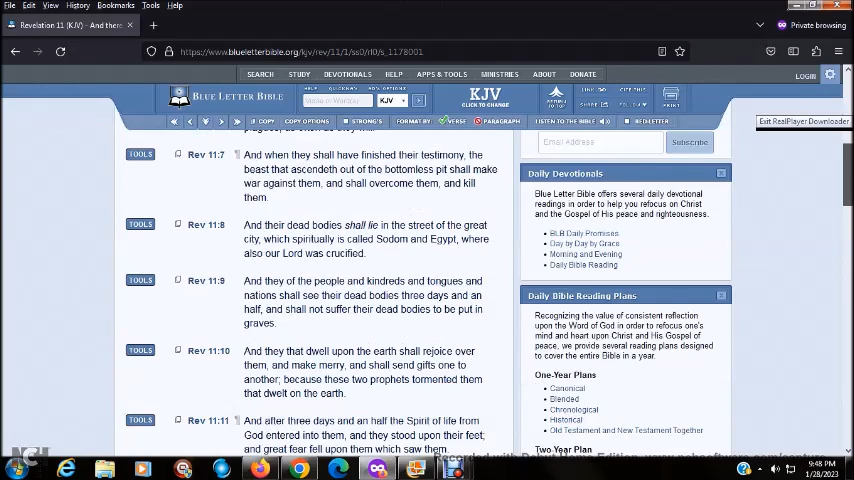 File Edit View History Bookmarks Tools Help
Revelation 11 (KJV) - And there
Private browsing
https://www.blueletterbible.org/kjv/rev/11/1/ss0/rl0/s_1178001
SEARCH STUDY DEVOTIONALS HELP APPS & TOOLS MINISTRIES ABOUT DONATE
LOGIN
BLUE LETTER BIBLE
HELP QUICKNAV
KJV
KJV
CLICK TO CHANGE
RETURN TO TOP
LINK
CITE THIS
SHARE
FOLLOW
PRINT
COPY COPY OPTIONS STRONG'S FORMAT BY VERSE PARAGRAPH LISTEN TO THE BIBLE RED LETTER
Exit RealPlayer Downloader
Email Address
Subscribe
TOOLS Rev 11:7 ¶ And when they shall have finished their testimony, the
beast that ascendeth out of the bottomless pit shall make
war against them, and shall overcome them, and kill
them.
TOOLS Rev 11:8 And their dead bodies shall lie in the street of the great
city, which spiritually is called Sodom and Egypt, where
also our Lord was crucified.
TOOLS Rev 11:9 And they of the people and kindreds and tongues and
nations shall see their dead bodies three days and an
half, and shall not suffer their dead bodies to be put in
graves.
TOOLS Rev 11:10 And they that dwell upon the earth shall rejoice over
them, and make merry, and shall send gifts one to
another; because these two prophets tormented them
that dwelt on the earth.
TOOLS Rev 11:11 ¶ And after three days and an half the Spirit of life from
God entered into them, and they stood upon their feet;
and great fear fell upon them which saw them.
Daily Devotionals
Blue Letter Bible offers several daily devotional
readings in order to help you refocus on Christ
and the Gospel of His peace and righteousness.
BLB Daily Promises
Day by Day by Grace
Morning and Evening
Daily Bible Reading
Daily Bible Reading Plans
Recognizing the value of consistent reflection
upon the Word of God in order to refocus one's
mind and heart upon Christ and His Gospel of
peace, we provide several reading plans designed
to cover the entire Bible in a year.
One-Year Plans
Canonical
Blended
Chronological
Historical
Old Testament and New Testament Together
Two-Year Plan
NCH
9:48 PM
1/28/2023